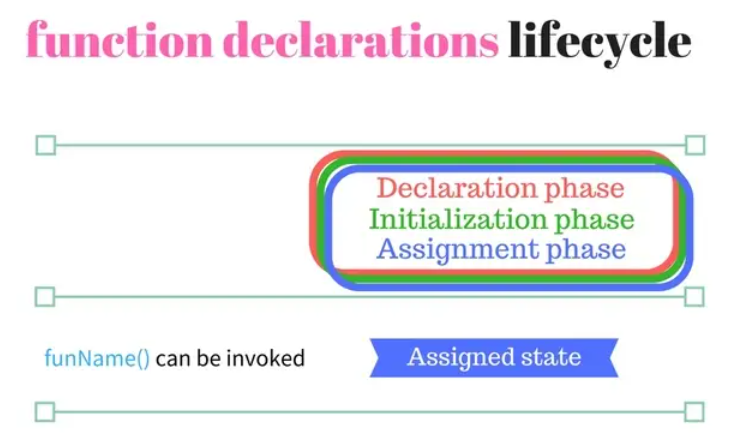 function declarations lifecycle
Declaration phase
Initialization phase
Assignment phase
funName() can be invoked
Assigned state